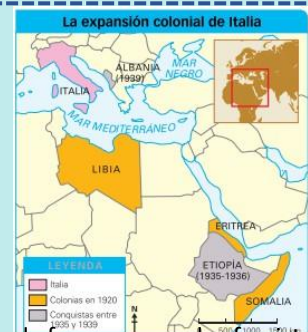 La expansión colonial de Italia
ALBANIA
(1939)
MAR
NEGRO
ITALIA
MAR MEDITERRÁNEO
LIBIA
ERITREA
ETIOPÍA
(1935-1936)
SOMALIA
LEYENDA
Italia
Colonias en 1920
Conquistas entre
1935 y 1939
N
500 1000